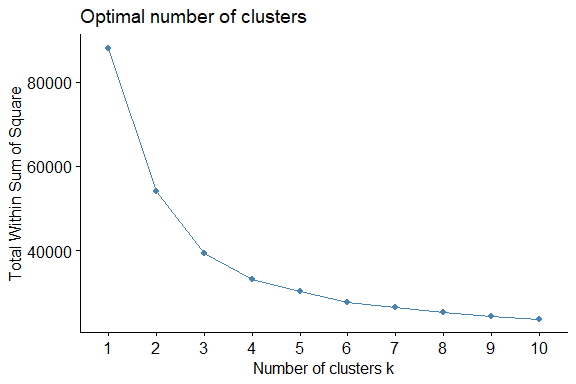 Optimal number of clusters
Total Within Sum of Square
80000
60000
40000
1 2 3 4 5 6 7 8 9 10
Number of clusters k